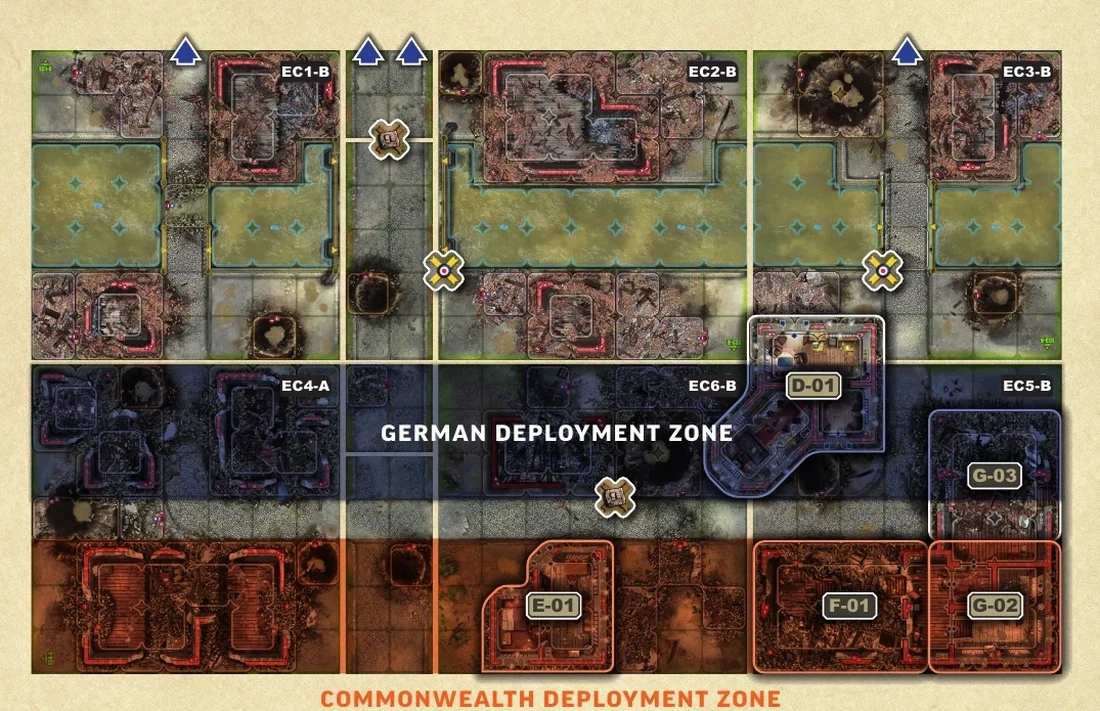 EC1-B
EC2-B
EC3-B
EC4-A
EC6-B
EC5-B
D-01
GERMAN DEPLOYMENT ZONE
G-03
E-01
F-01
G-02
COMMONWEALTH DEPLOYMENT ZONE